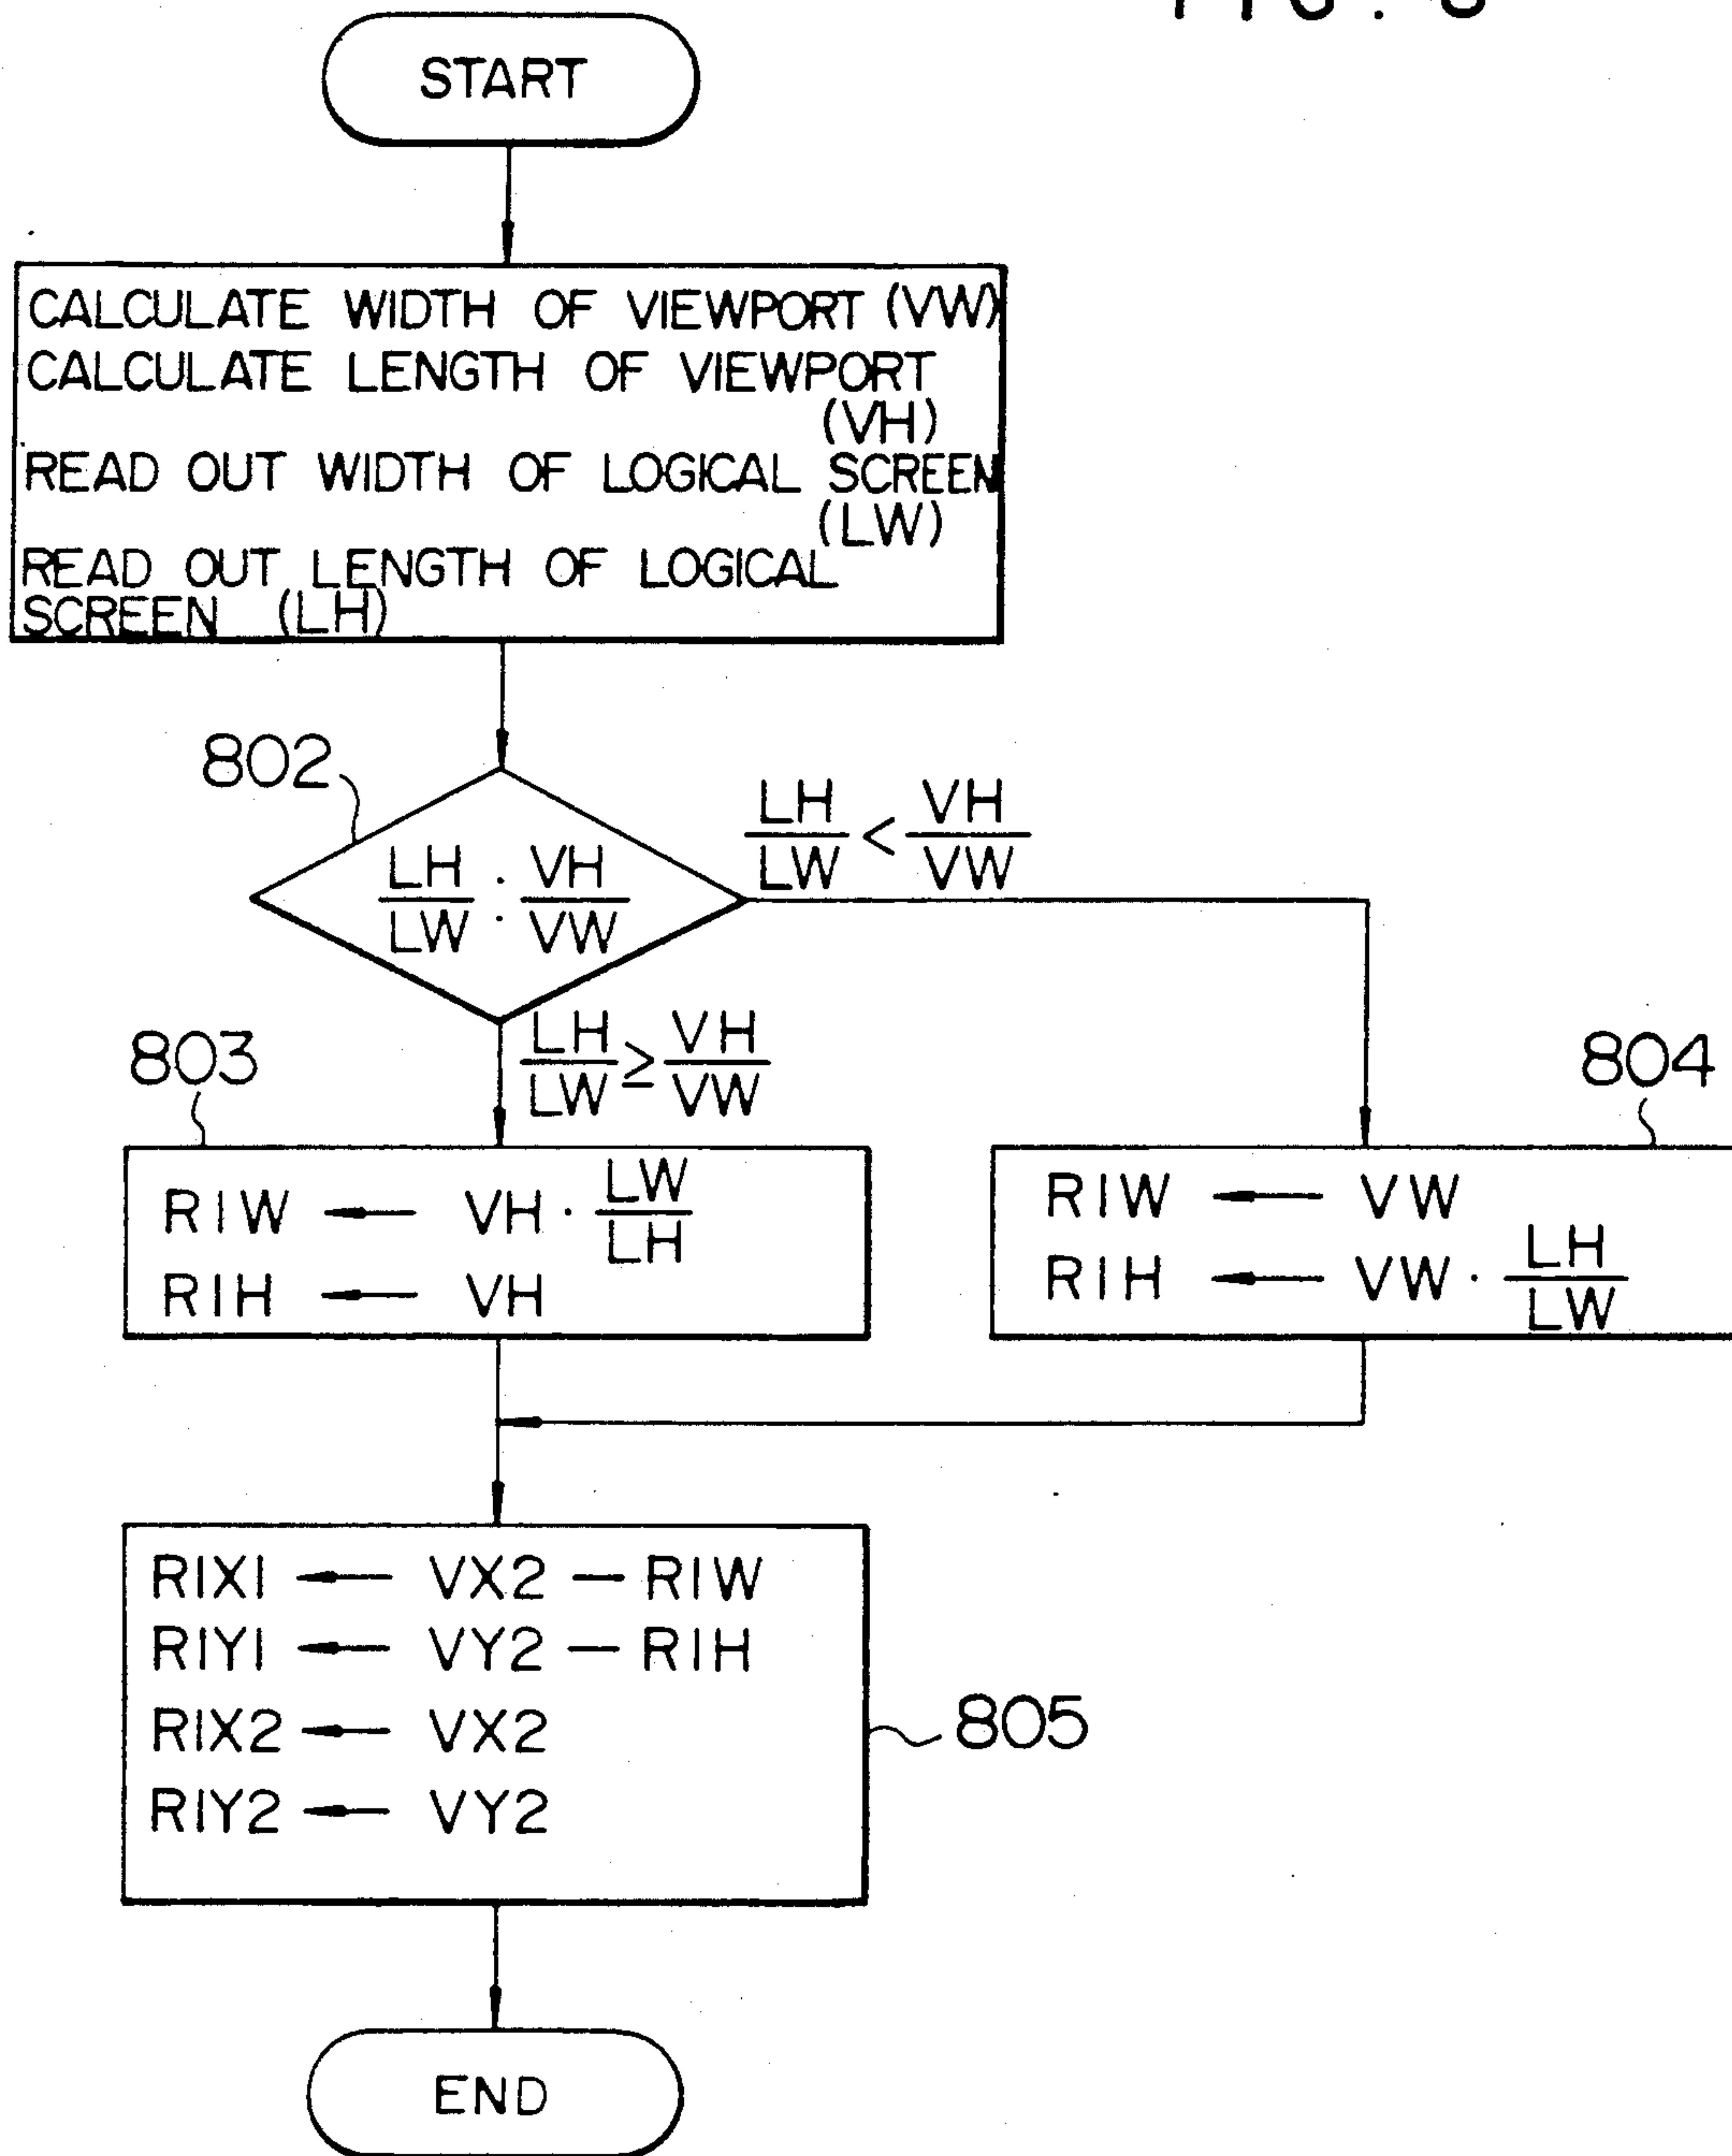 FIG. 8
START
CALCULATE WIDTH OF VIEWPORT (VW)
CALCULATE LENGTH OF VIEWPORT
(VH)
READ OUT WIDTH OF LOGICAL SCREEN
(LW)
READ OUT LENGTH OF LOGICAL
SCREEN (LH)
802
LH/LW : VH/VW
LH/LW < VH/VW
LH/LW ≥ VH/VW
803
RIW ← VH · LW/LH
RIH ← VH
804
RIW ← VW
RIH ← VW · LH/LW
RIX1 ← VX2 — RIW
RIY1 ← VY2 — RIH
RIX2 ← VX2
RIY2 ← VY2
805
END